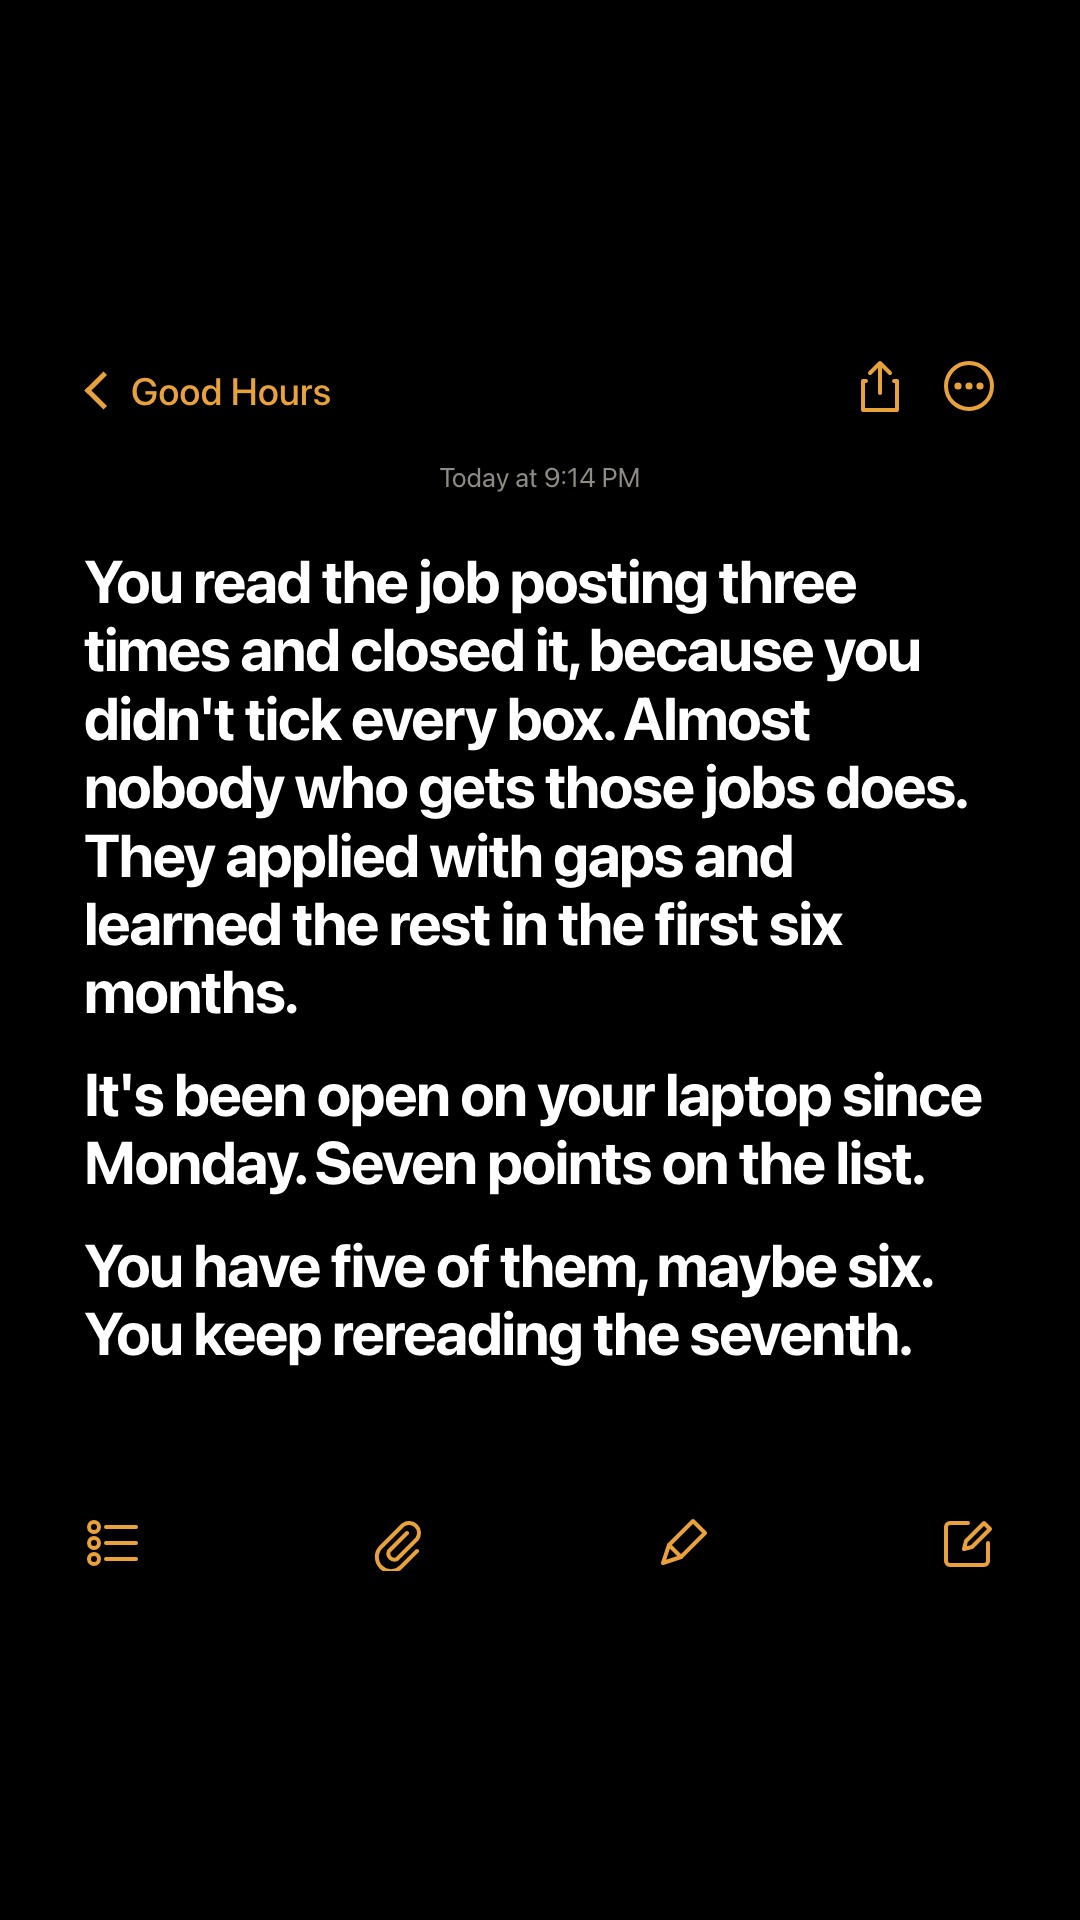 Good Hours
Today at 9:14 PM
You read the job posting three
times and closed it, because you
didn't tick every box. Almost
nobody who gets those jobs does.
They applied with gaps and
learned the rest in the first six
months.
It's been open on your laptop since
Monday. Seven points on the list.
You have five of them, maybe six.
You keep rereading the seventh.